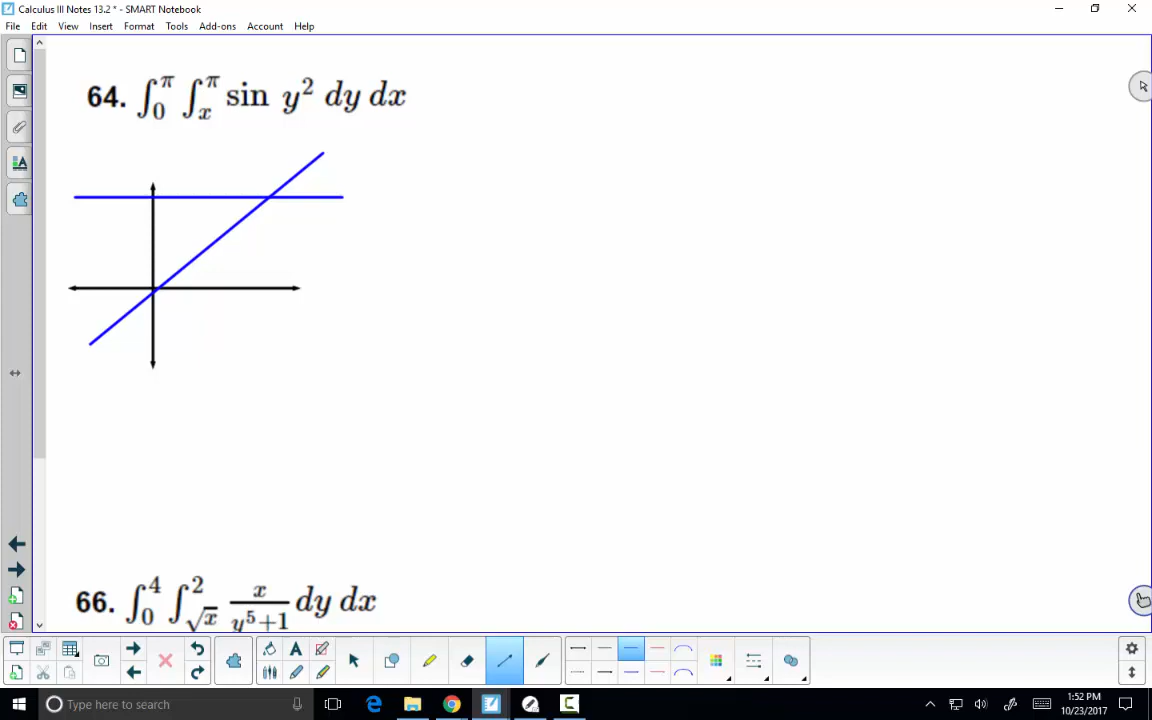 Calculus III Notes 13.2 * - SMART Notebook
File Edit View Insert Format Tools Add-ons Account Help
64. ∫₀^π ∫ₓ^π sin y² dy dx
66. ∫₀⁴ ∫_√x^2 x/(y⁵+1) dy dx
A
A
Type here to search
1:52 PM
10/23/2017